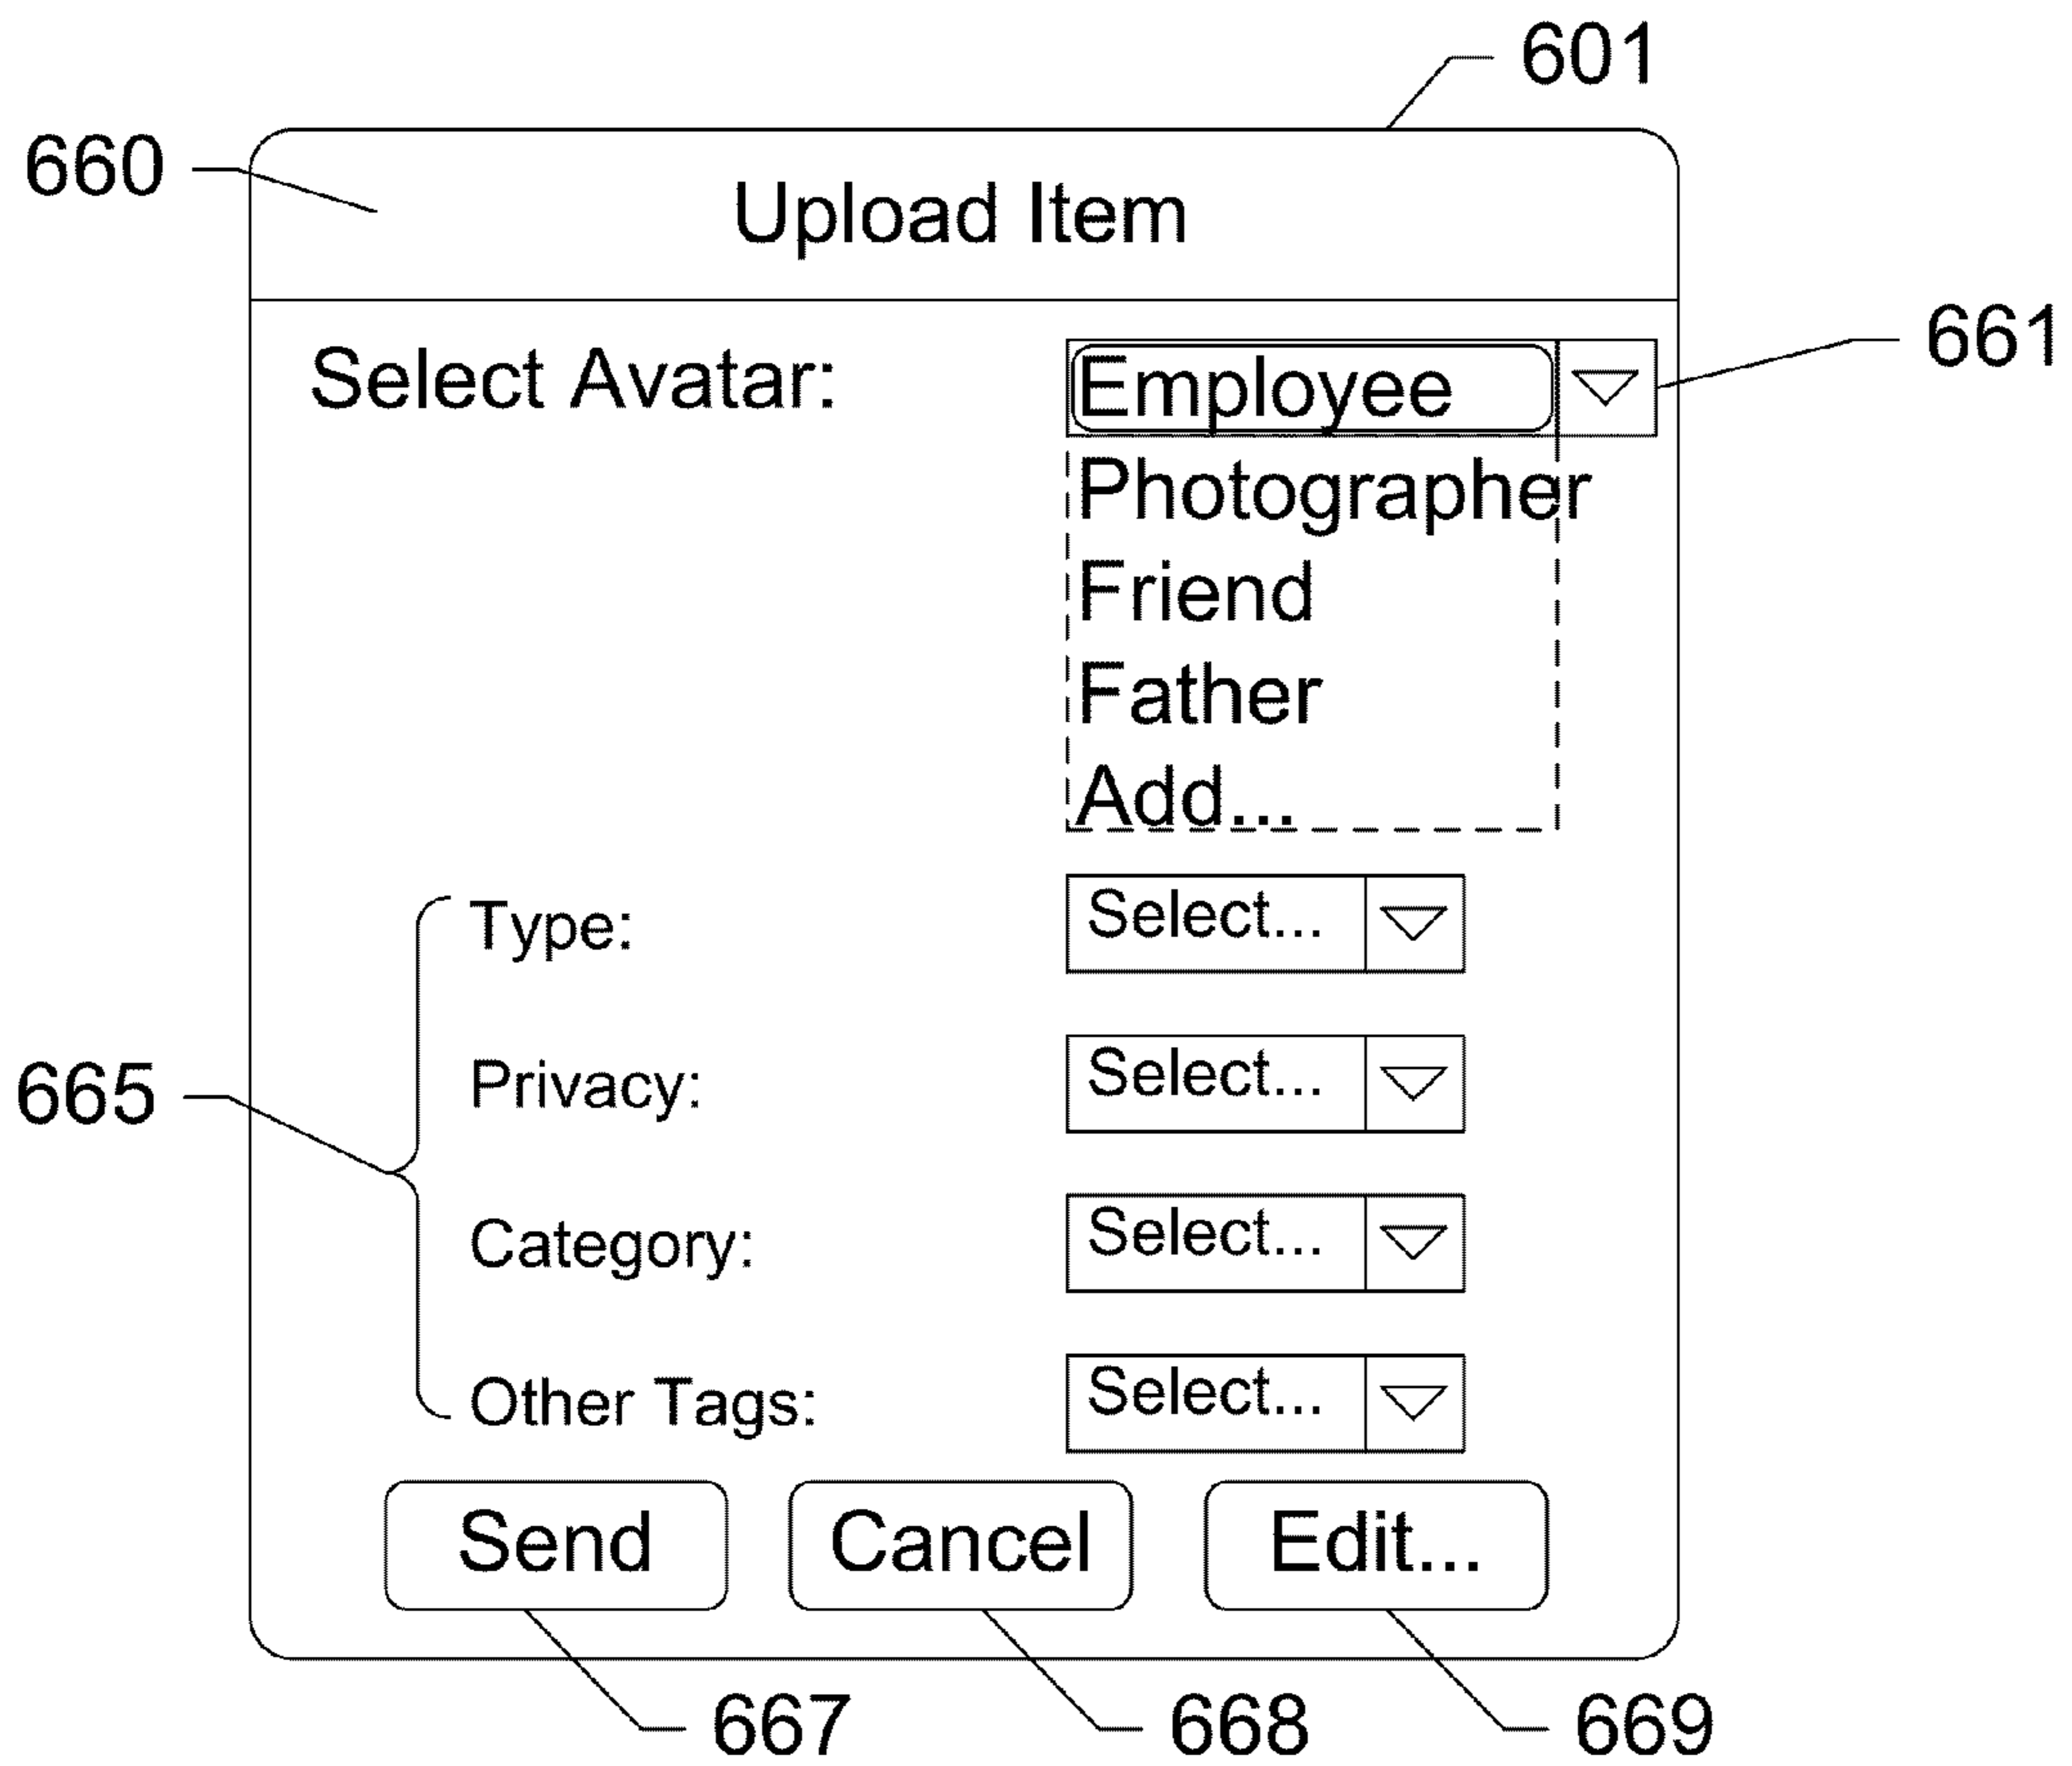 601
660
Upload Item
661
Select Avatar: Employee
Photographer
Friend
Father
Add...
Type: Select...
665
Privacy: Select...
Category: Select...
Other Tags: Select...
Send Cancel Edit...
667 668 669